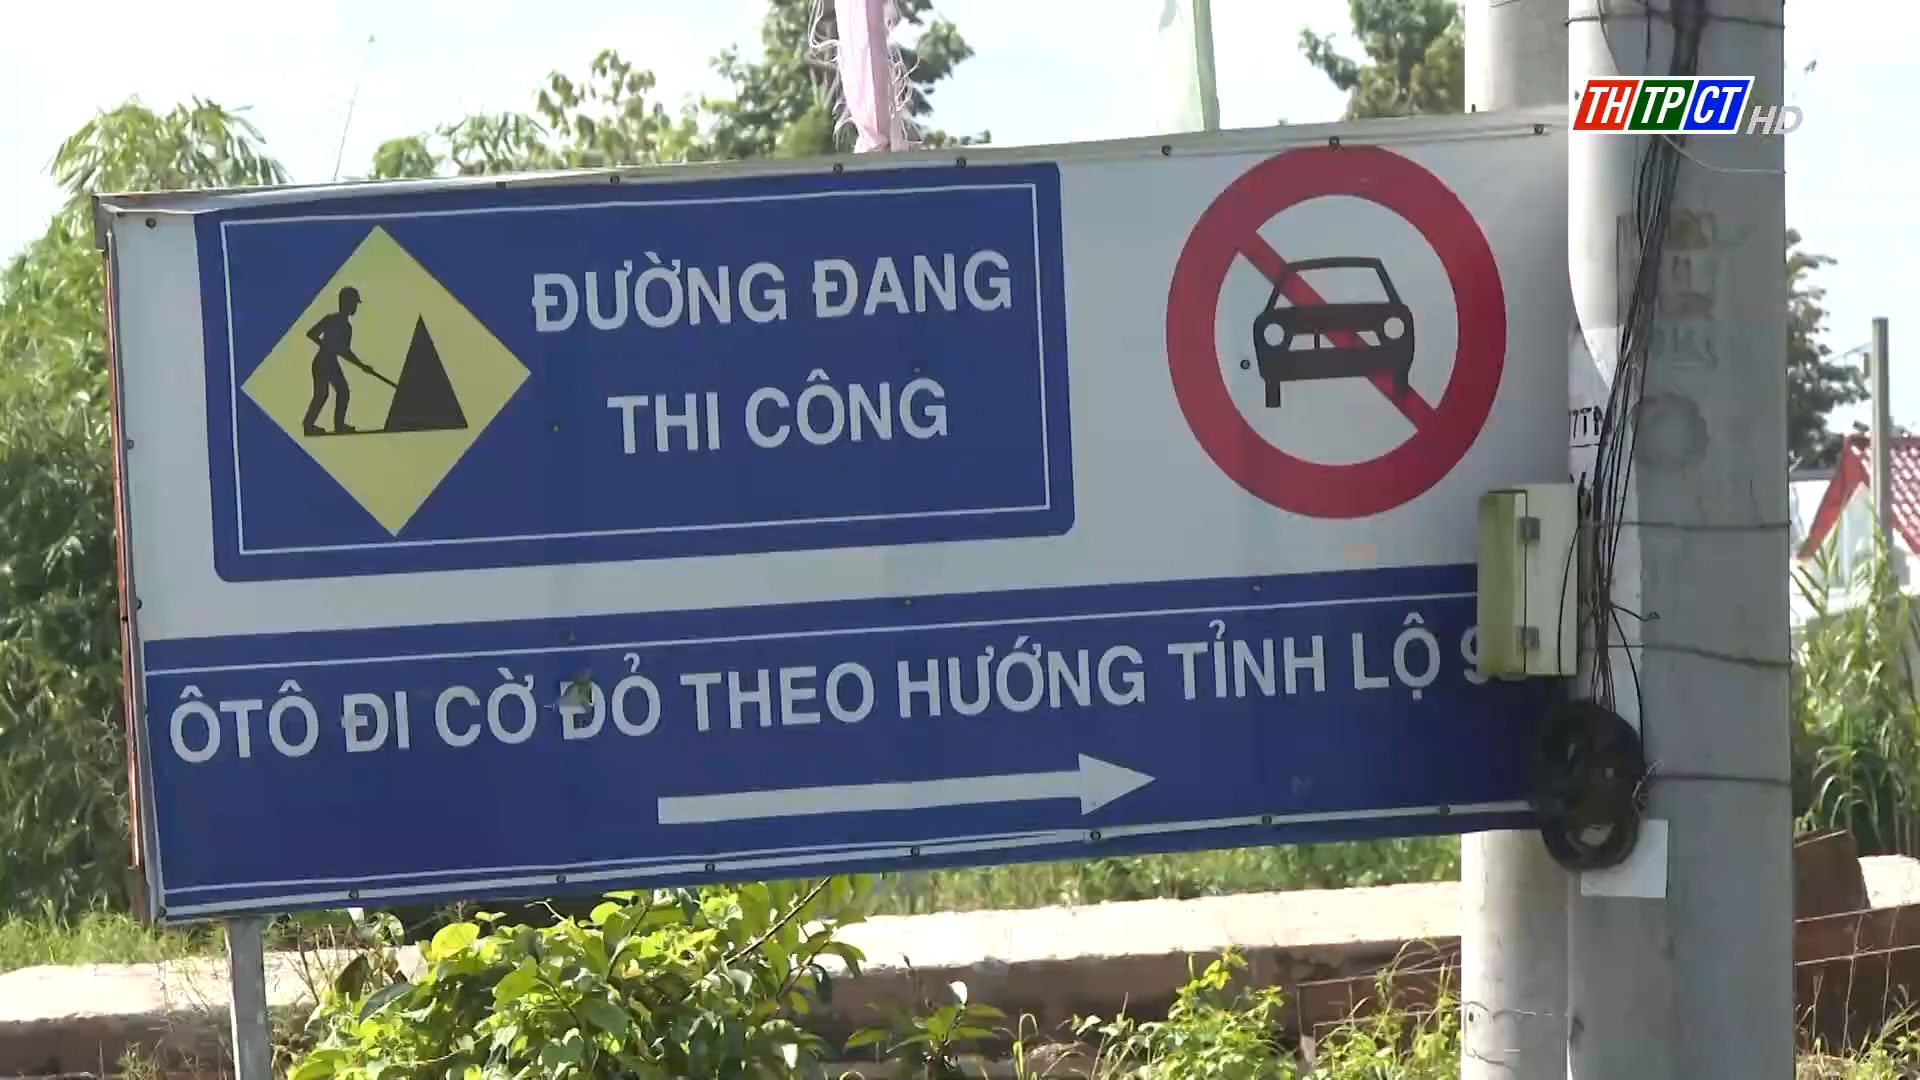 THTPCT HD
ĐƯỜNG ĐANG
THI CÔNG
ÔTÔ ĐI CỜ ĐỎ THEO HƯỚNG TỈNH LỘ